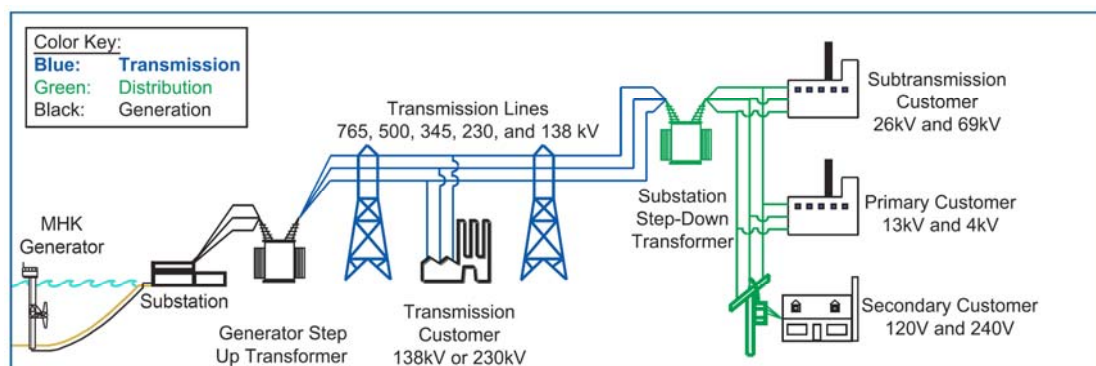 Color Key:
Blue: Transmission
Green: Distribution
Black: Generation
Transmission Lines
765, 500, 345, 230, and 138 kV
MHK
Generator
Substation
Generator Step
Up Transformer
Transmission
Customer
138kV or 230kV
Substation
Step-Down
Transformer
Subtransmission
Customer
26kV and 69kV
Primary Customer
13kV and 4kV
Secondary Customer
120V and 240V